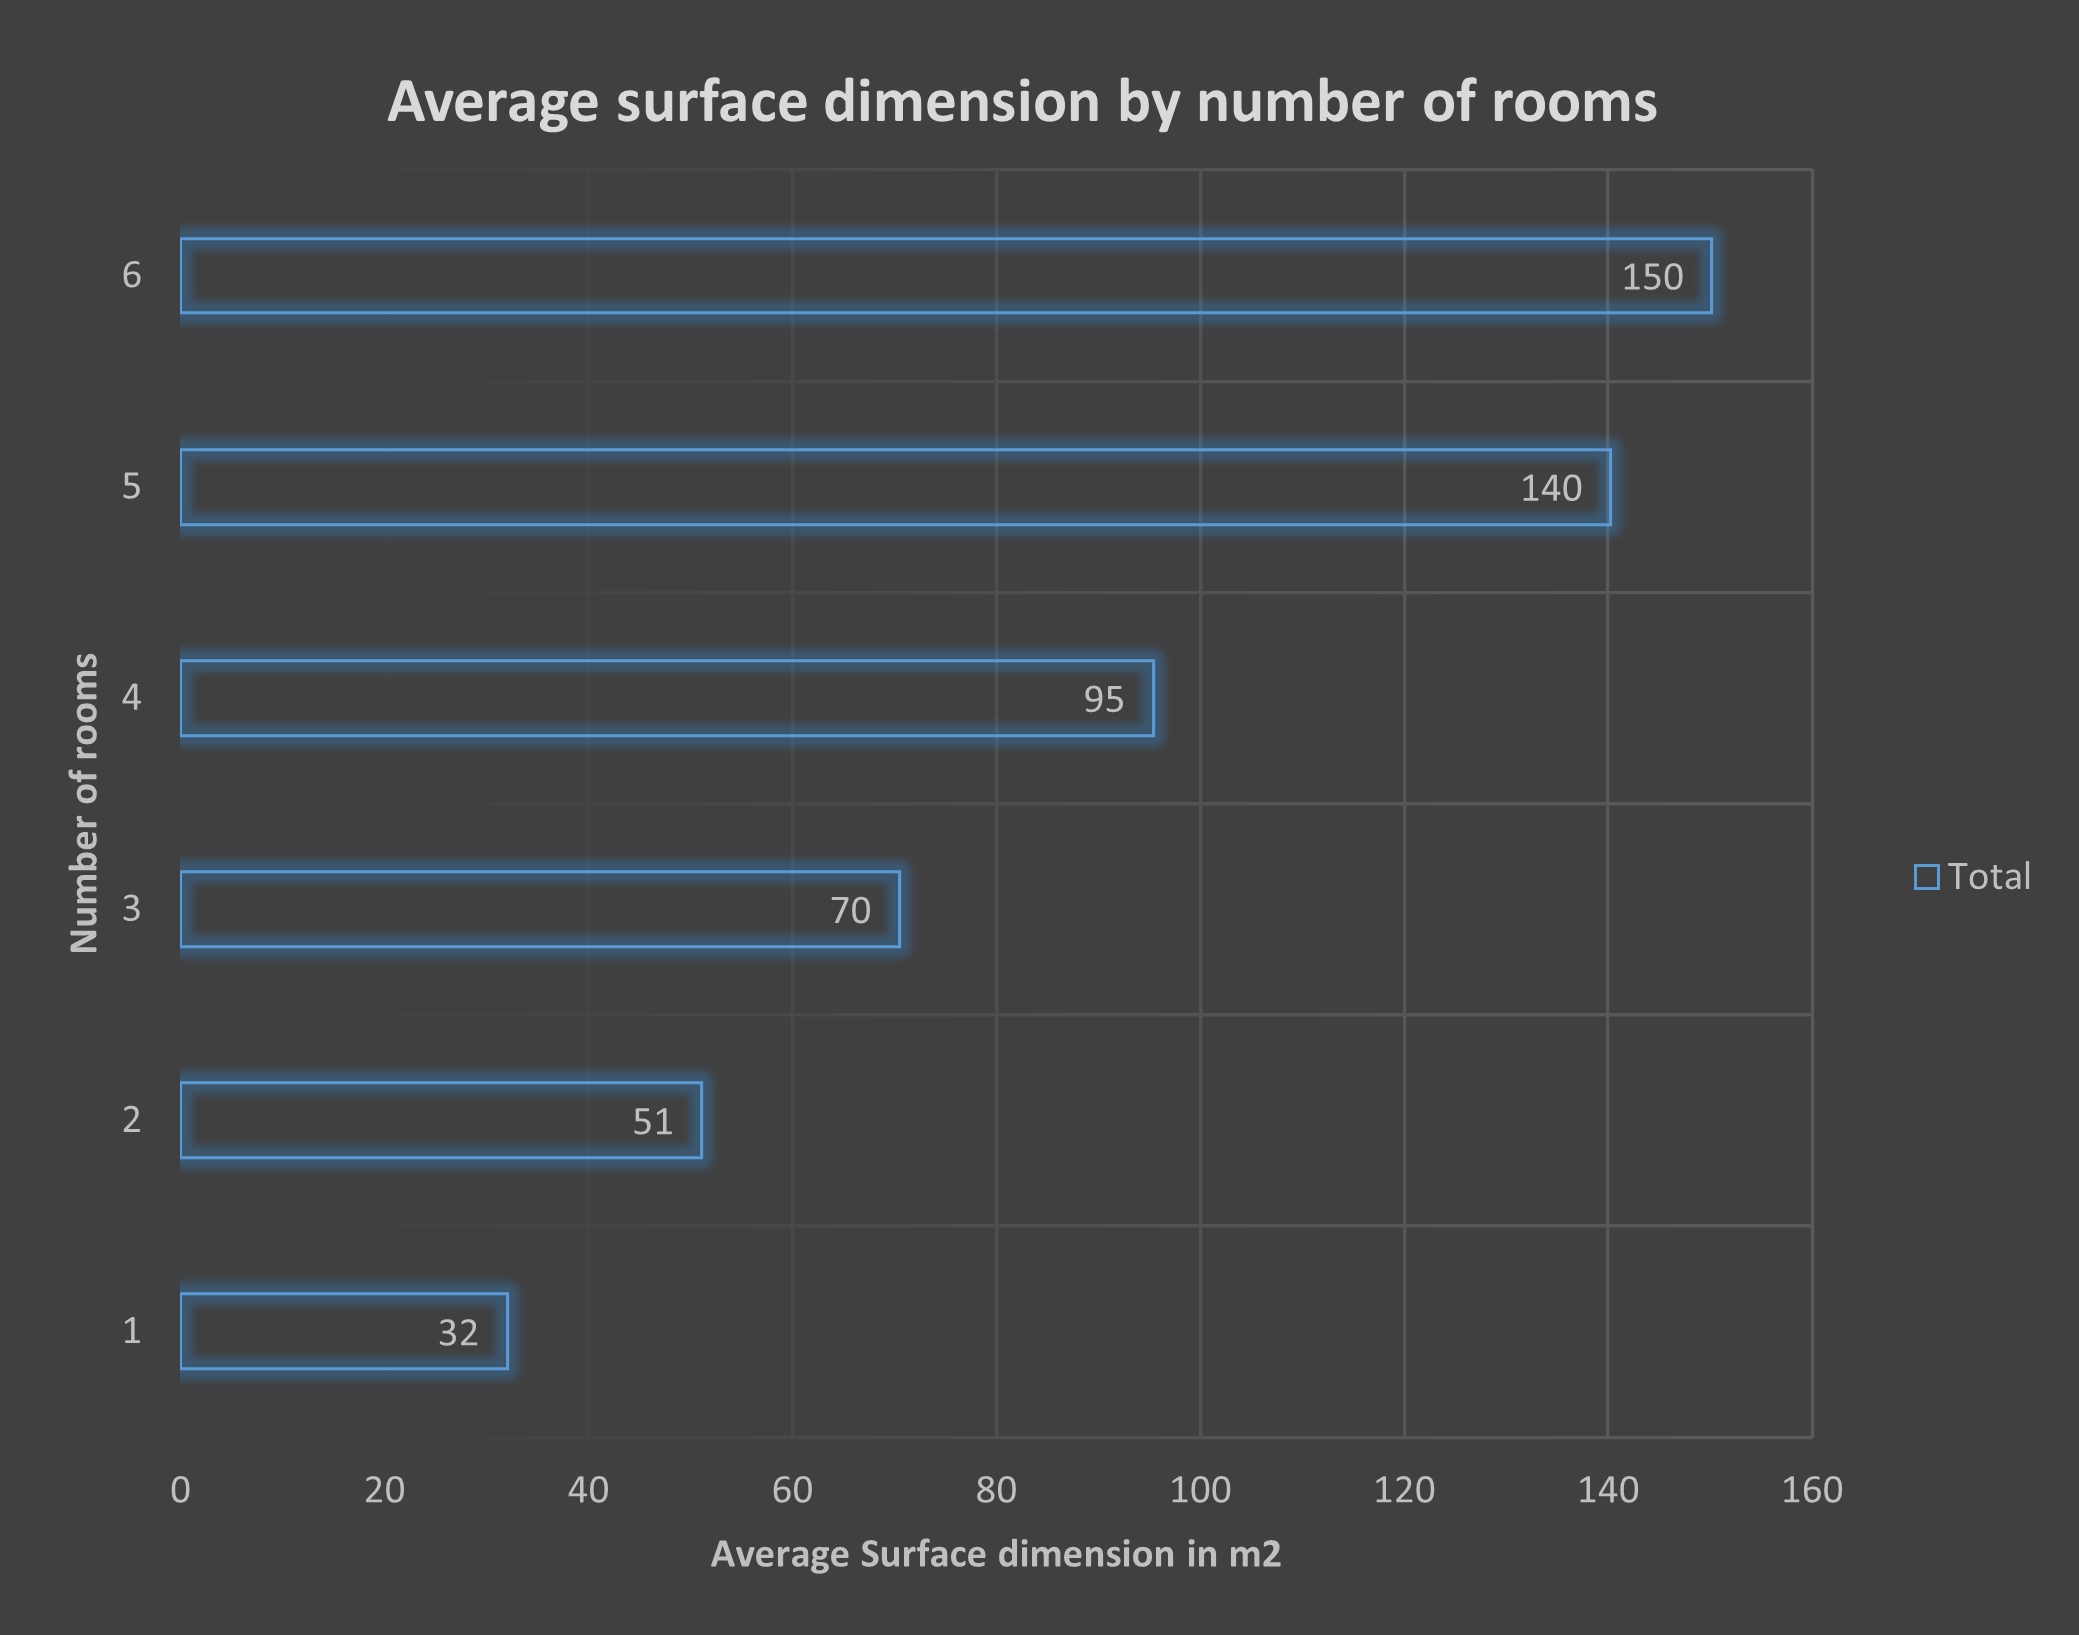 Average surface dimension by number of rooms
Number of rooms
6
150
5
140
4
95
3
70
2
51
1
32
Total
0 20 40 60 80 100 120 140 160
Average Surface dimension in m2